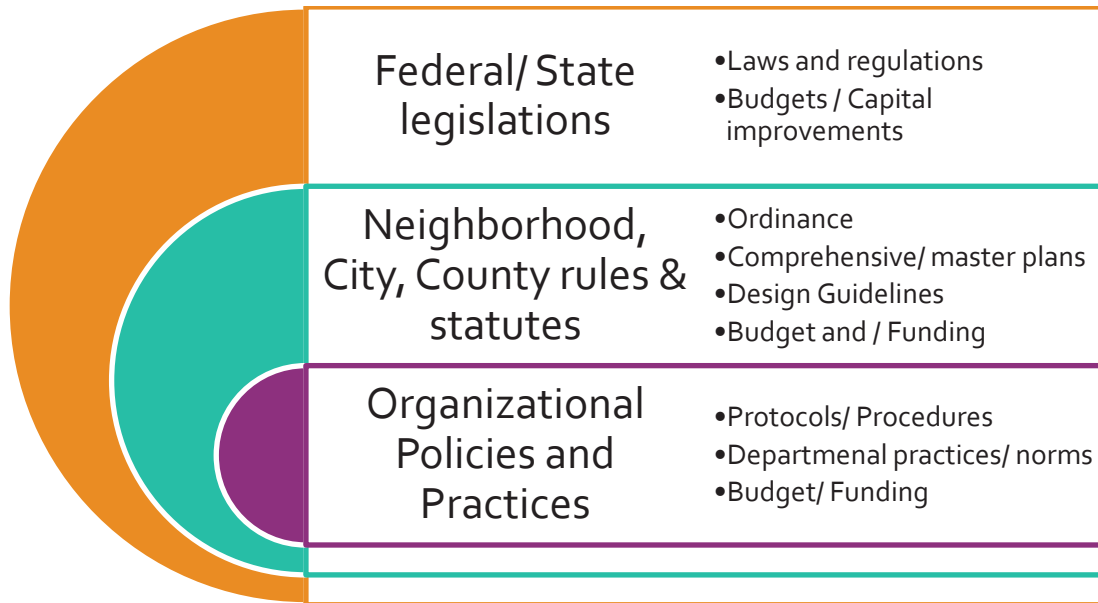 Federal/ State
legislations
•Laws and regulations
•Budgets / Capital
improvements
Neighborhood,
City, County rules &
statutes
•Ordinance
•Comprehensive/ master plans
•Design Guidelines
•Budget and / Funding
Organizational
Policies and
Practices
•Protocols/ Procedures
•Departmenal practices/ norms
•Budget/ Funding